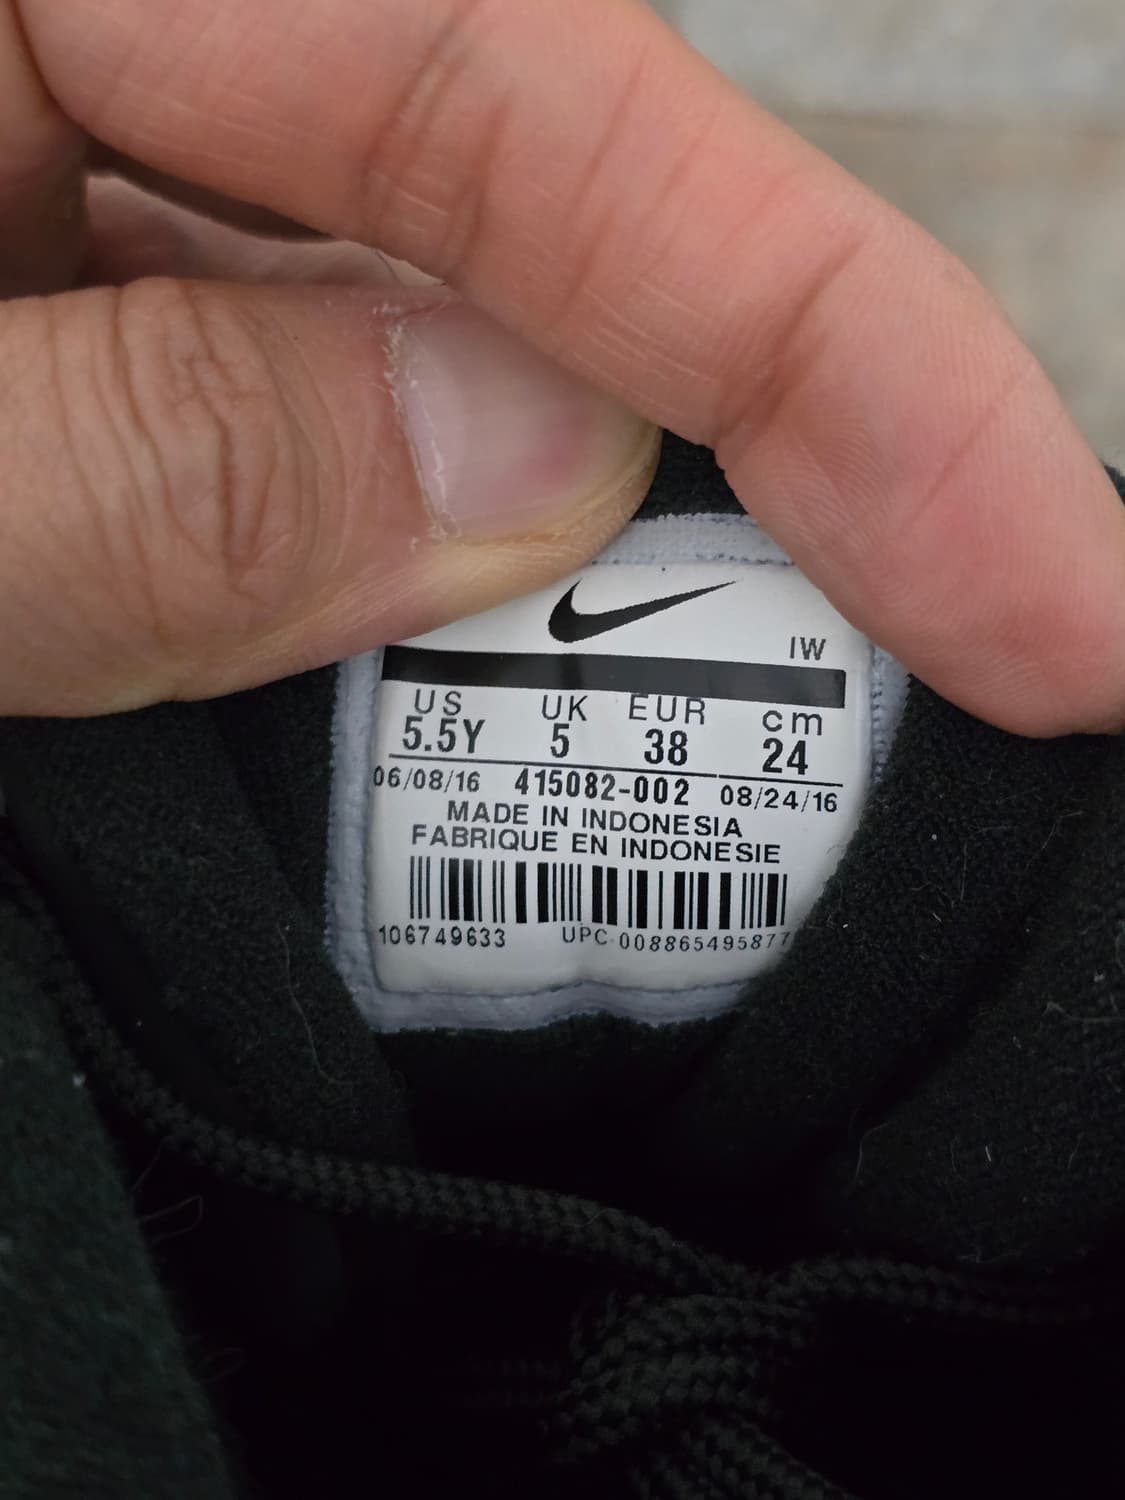 IW
US UK EUR cm
5.5Y 5 38 24
06/08/16 415082-002 08/24/16
MADE IN INDONESIA
FABRIQUE EN INDONESIE
106749633 UPC 008865495877